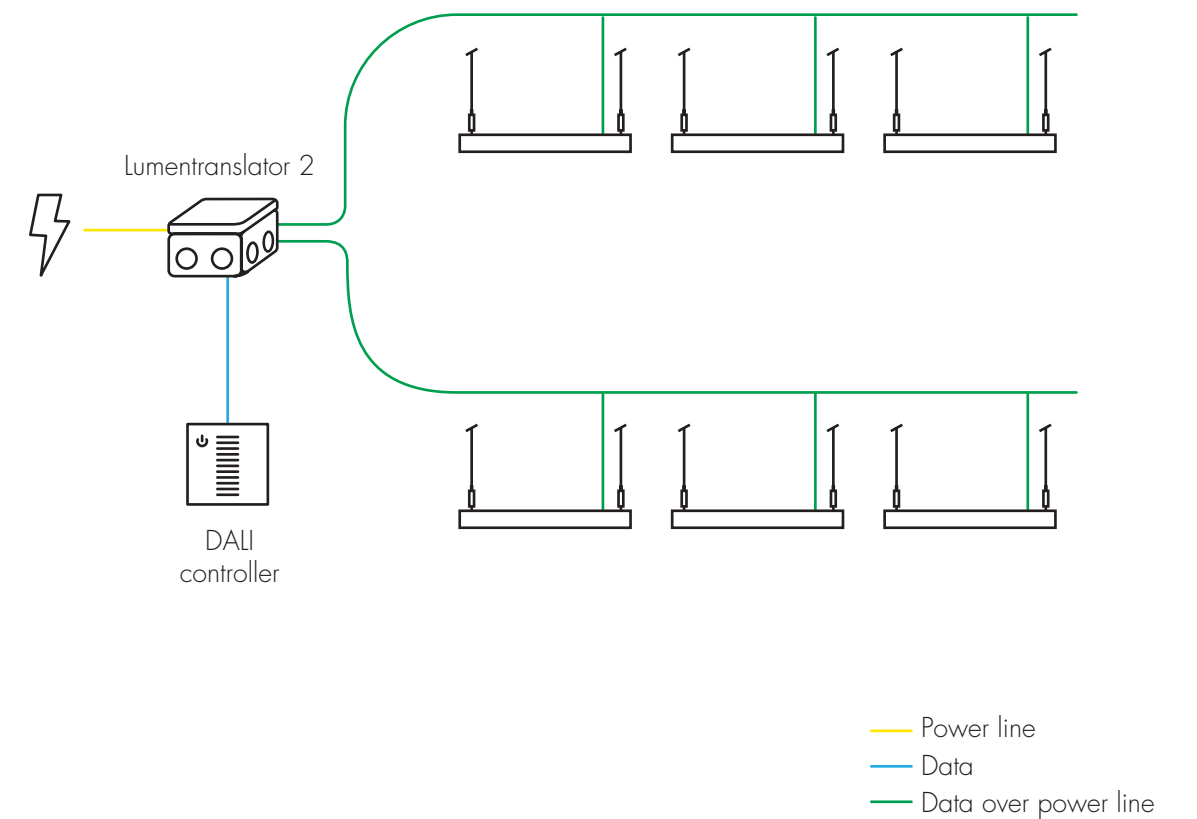 Lumentranslator 2
DALI
controller
Power line
Data
Data over power line